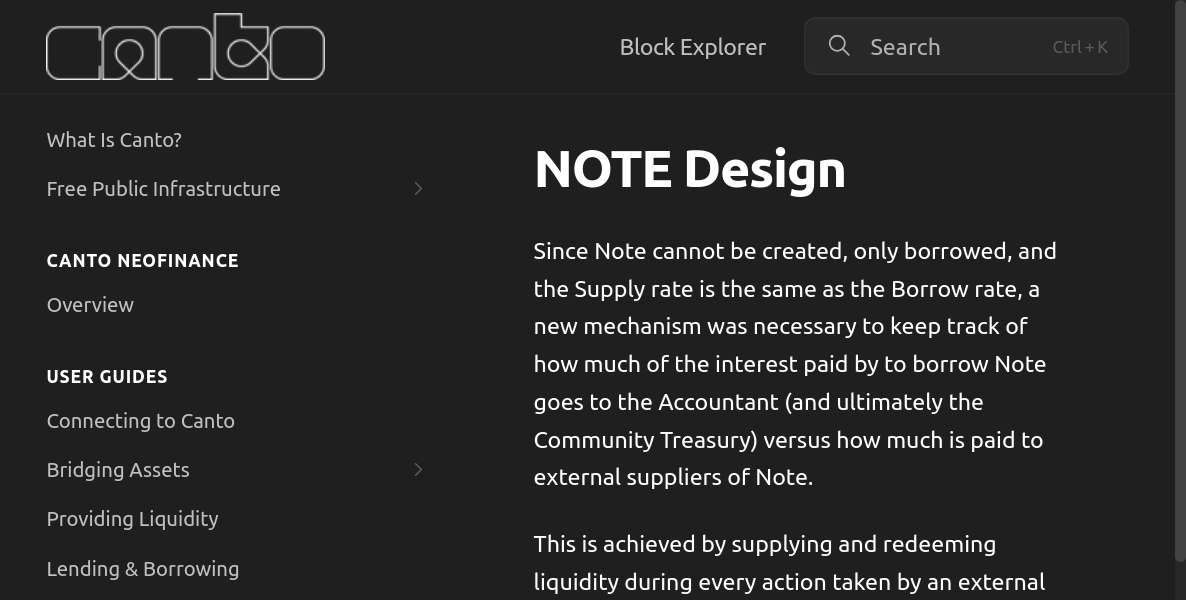 canto
Block Explorer
Search
Ctrl + K
What Is Canto?
Free Public Infrastructure
CANTO NEOFINANCE
Overview
USER GUIDES
Connecting to Canto
Bridging Assets
Providing Liquidity
Lending & Borrowing
NOTE Design
Since Note cannot be created, only borrowed, and
the Supply rate is the same as the Borrow rate, a
new mechanism was necessary to keep track of
how much of the interest paid by to borrow Note
goes to the Accountant (and ultimately the
Community Treasury) versus how much is paid to
external suppliers of Note.
This is achieved by supplying and redeeming
liquidity during every action taken by an external